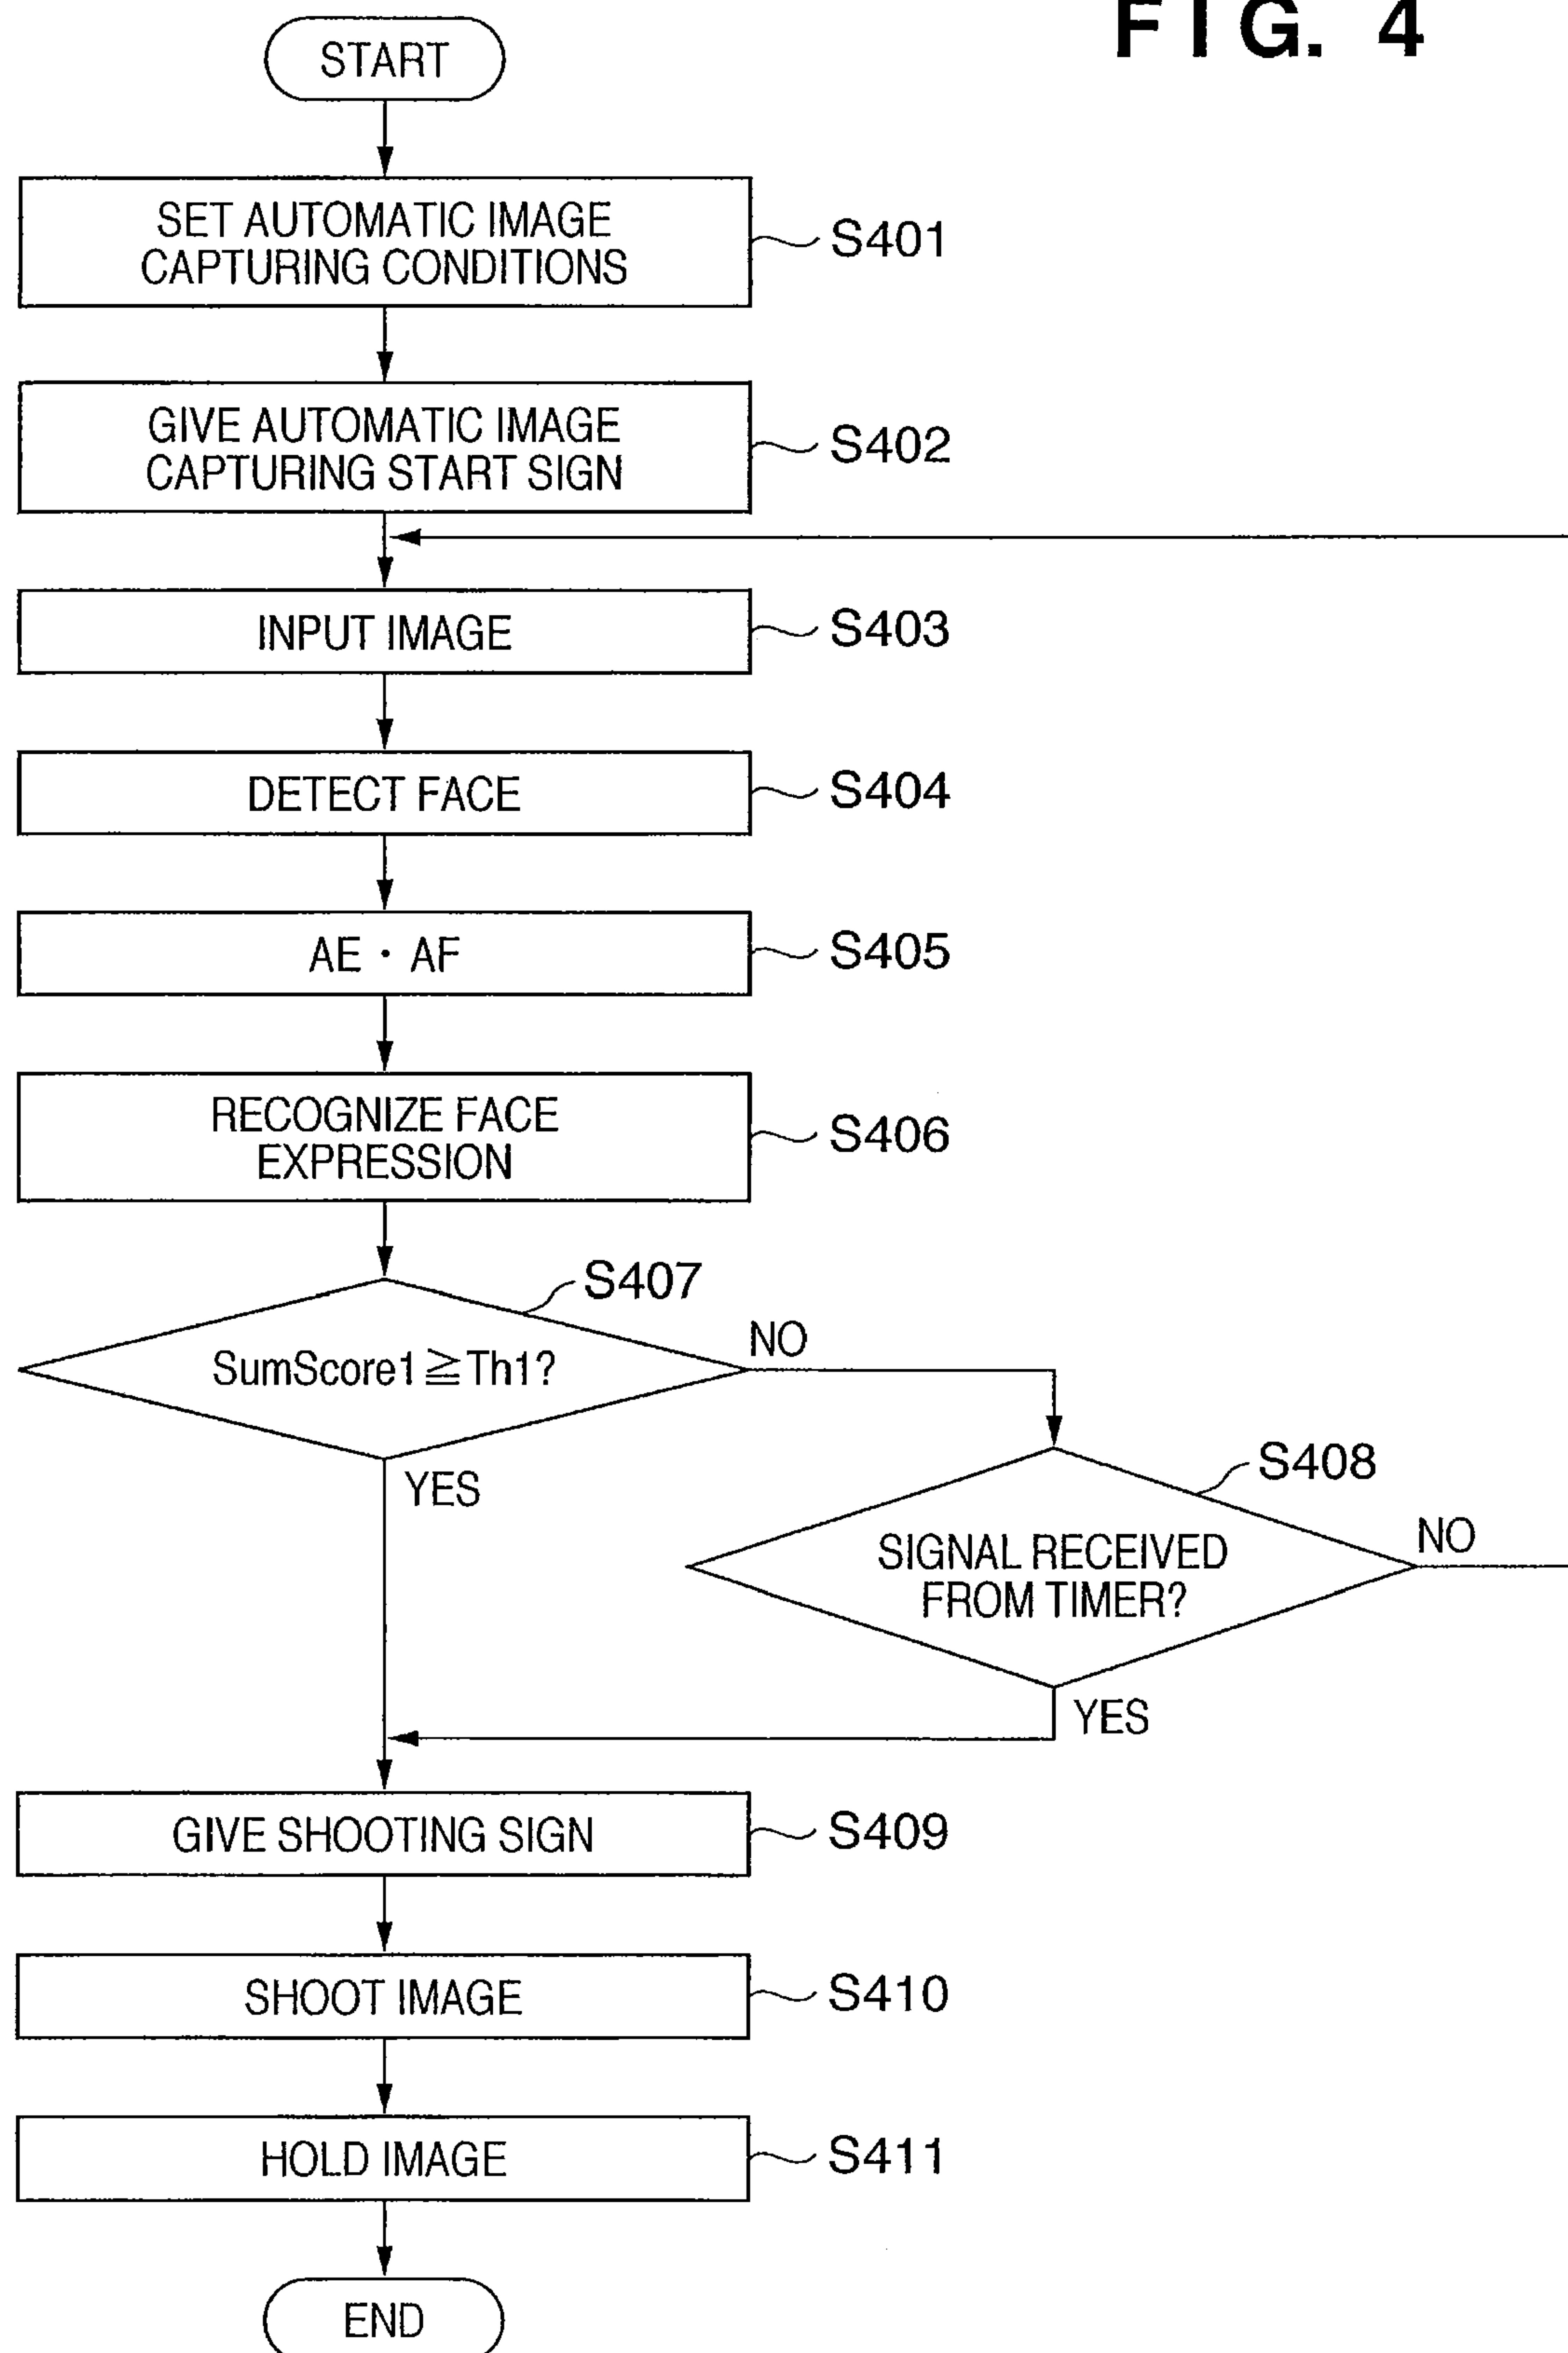 FIG. 4
START
SET AUTOMATIC IMAGE
CAPTURING CONDITIONS
S401
GIVE AUTOMATIC IMAGE
CAPTURING START SIGN
S402
INPUT IMAGE
S403
DETECT FACE
S404
AE・AF
S405
RECOGNIZE FACE
EXPRESSION
S406
S407
SumScore1≧Th1?
NO
YES
S408
SIGNAL RECEIVED
FROM TIMER?
NO
YES
GIVE SHOOTING SIGN
S409
SHOOT IMAGE
S410
HOLD IMAGE
S411
END